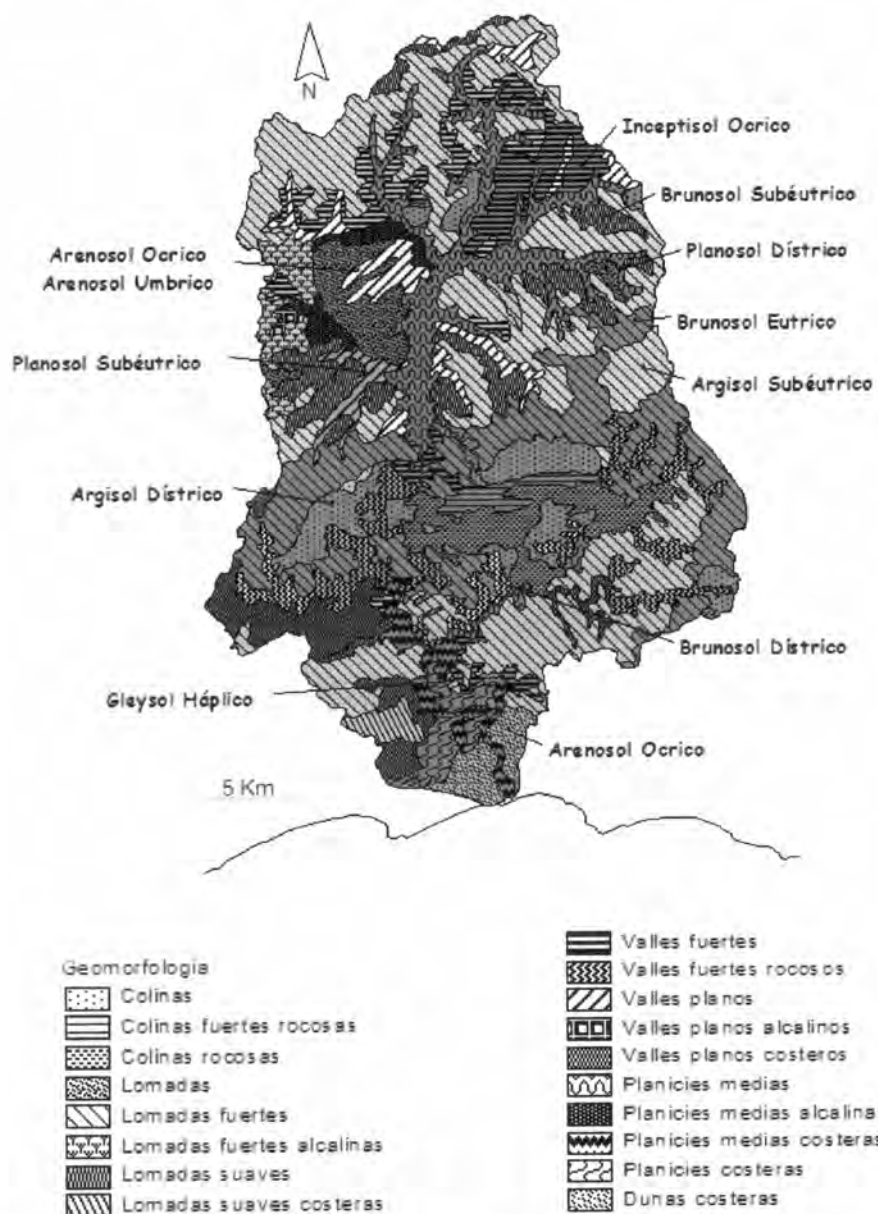 N
Inceptisol Ocrico
Brunosol Subéutrico
Arenosol Ocrico
Arenosol Umbrico
Planosol Dístrico
Brunosol Eutrico
Planosol Subéutrico
Argisol Subéutrico
Argisol Dístrico
Brunosol Dístrico
Gleysol Háplico
Arenosol Ocrico
5 Km
Geomorfología
Colinas
Colinas fuertes rocosas
Colinas rocosas
Lomadas
Lomadas fuertes
Lomadas fuertes alcalinas
Lomadas suaves
Lomadas suaves costeras
Valles fuertes
Valles fuertes rocosos
Valles planos
Valles planos alcalinos
Valles planos costeros
Planicies medias
Planicies medias alcalina
Planicies medias costeras
Planicies costeras
Dunas costeras